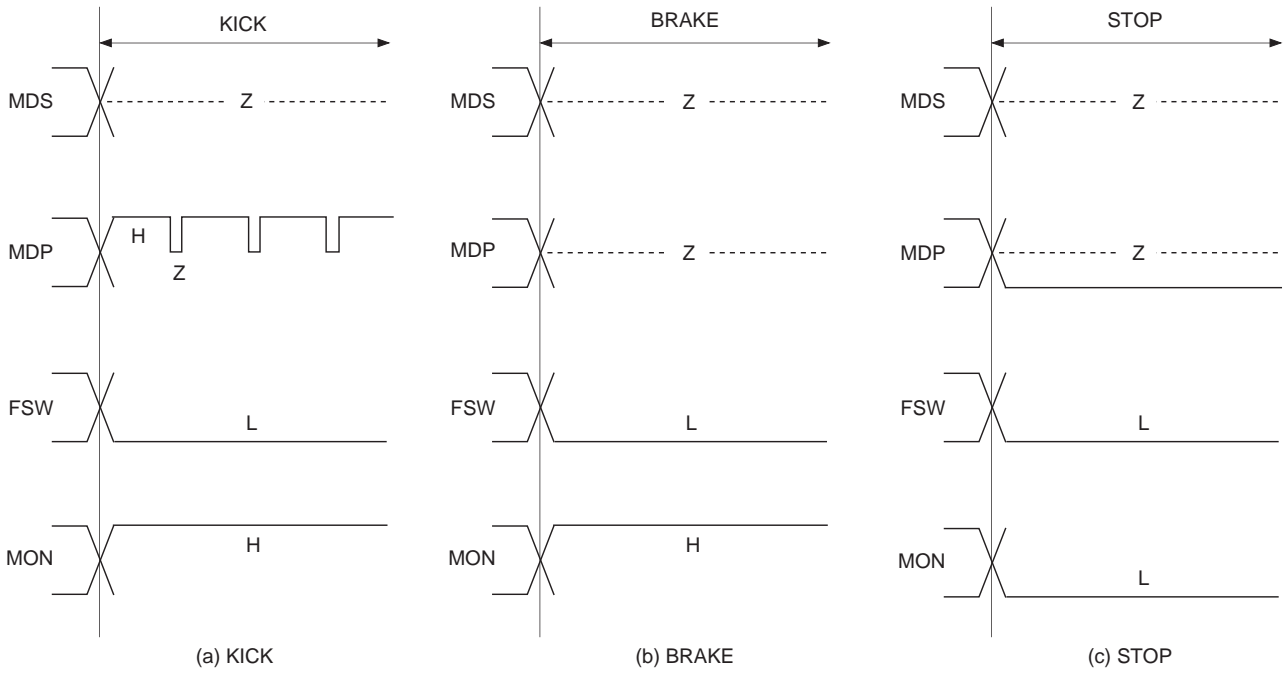 KICK
MDS
Z
MDP
H
Z
FSW
L
MON
H
(a) KICK
BRAKE
MDS
Z
MDP
Z
FSW
L
MON
H
(b) BRAKE
STOP
MDS
Z
MDP
Z
FSW
L
MON
L
(c) STOP